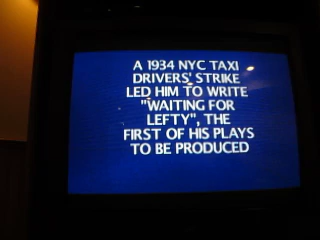 A 1934 NYC TAXI
DRIVERS' STRIKE
LED HIM TO WRITE
"WAITING FOR
LEFTY", THE
FIRST OF HIS PLAYS
TO BE PRODUCED